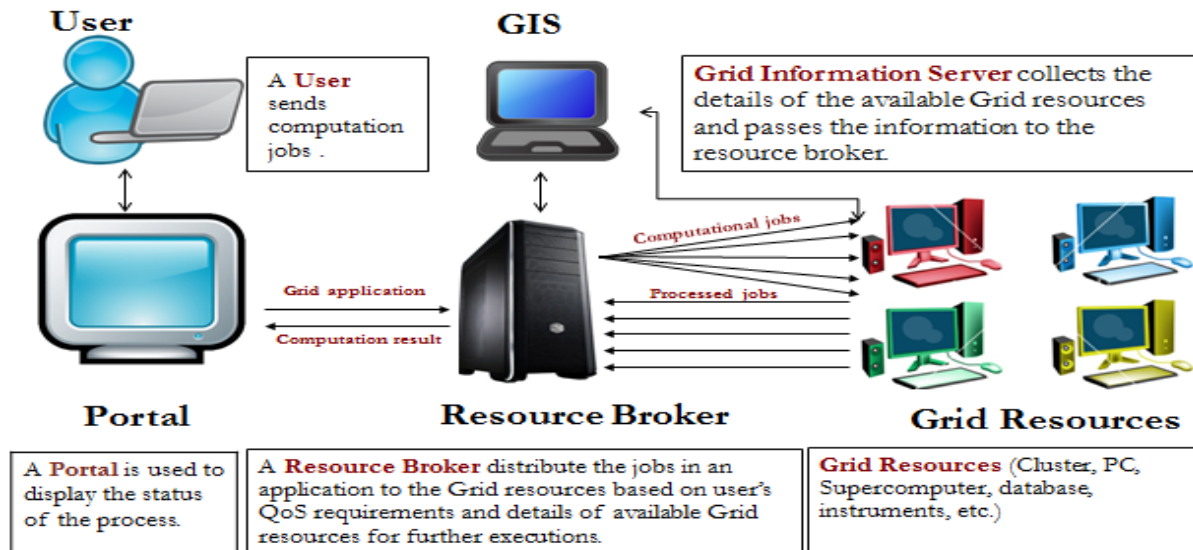 User
GIS
A User
sends
computation
jobs .
Grid Information Server collects the
details of the available Grid resources
and passes the information to the
resource broker.
Computational jobs
Grid application
Processed jobs
Computation result
Portal
Resource Broker
Grid Resources
A Portal is used to
display the status
of the process.
A Resource Broker distribute the jobs in an
application to the Grid resources based on user's
QoS requirements and details of available Grid
resources for further executions.
Grid Resources (Cluster, PC,
Supercomputer, database,
instruments, etc.)